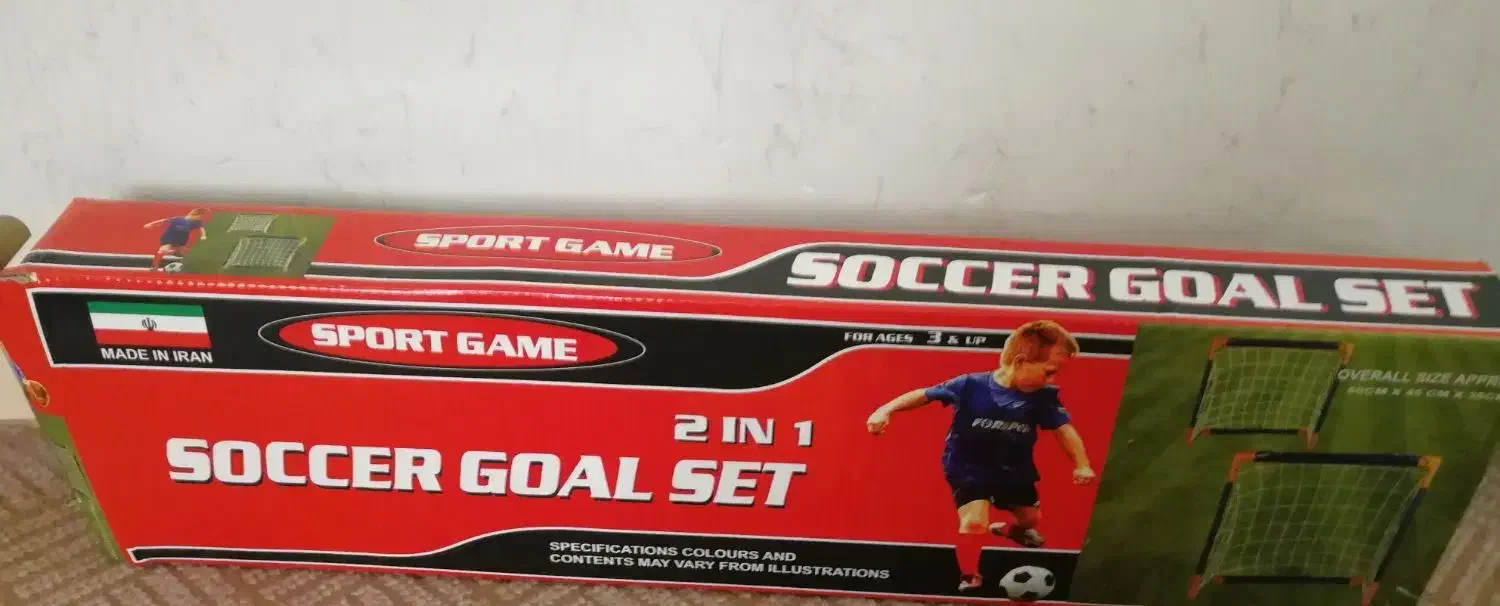 SPORT GAME
SOCCER GOAL SET
MADE IN IRAN
SPORT GAME
FOR AGES 3 & UP
2 IN 1
SOCCER GOAL SET
OVERALL SIZE
SPECIFICATIONS COLOURS AND
CONTENTS MAY VARY FROM ILLUSTRATIONS